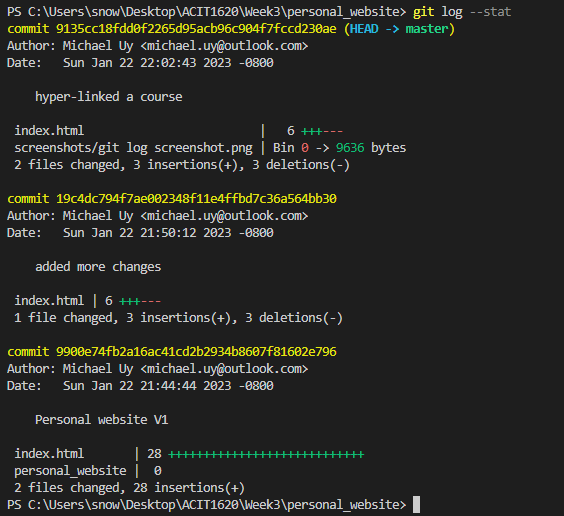 PS C:\Users\snow\Desktop\ACIT1620\Week3\personal_website> git log --stat
commit 9135cc18fdd0f2265d95acb96c904f7fccd230ae (HEAD -> master)
Author: Michael Uy <michael.uy@outlook.com>
Date:   Sun Jan 22 22:02:43 2023 -0800
    hyper-linked a course
 index.html                         |   6 +++---
 screenshots/git log screenshot.png | Bin 0 -> 9636 bytes
 2 files changed, 3 insertions(+), 3 deletions(-)
commit 19c4dc794f7ae002348f11e4ffbd7c36a564bb30
Author: Michael Uy <michael.uy@outlook.com>
Date:   Sun Jan 22 21:50:12 2023 -0800
    added more changes
 index.html | 6 +++---
 1 file changed, 3 insertions(+), 3 deletions(-)
commit 9900e74fb2a16ac41cd2b2934b8607f81602e796
Author: Michael Uy <michael.uy@outlook.com>
Date:   Sun Jan 22 21:44:44 2023 -0800
    Personal website V1
 index.html       | 28 ++++++++++++++++++++++++++++
 personal_website |  0
 2 files changed, 28 insertions(+)
PS C:\Users\snow\Desktop\ACIT1620\Week3\personal_website>